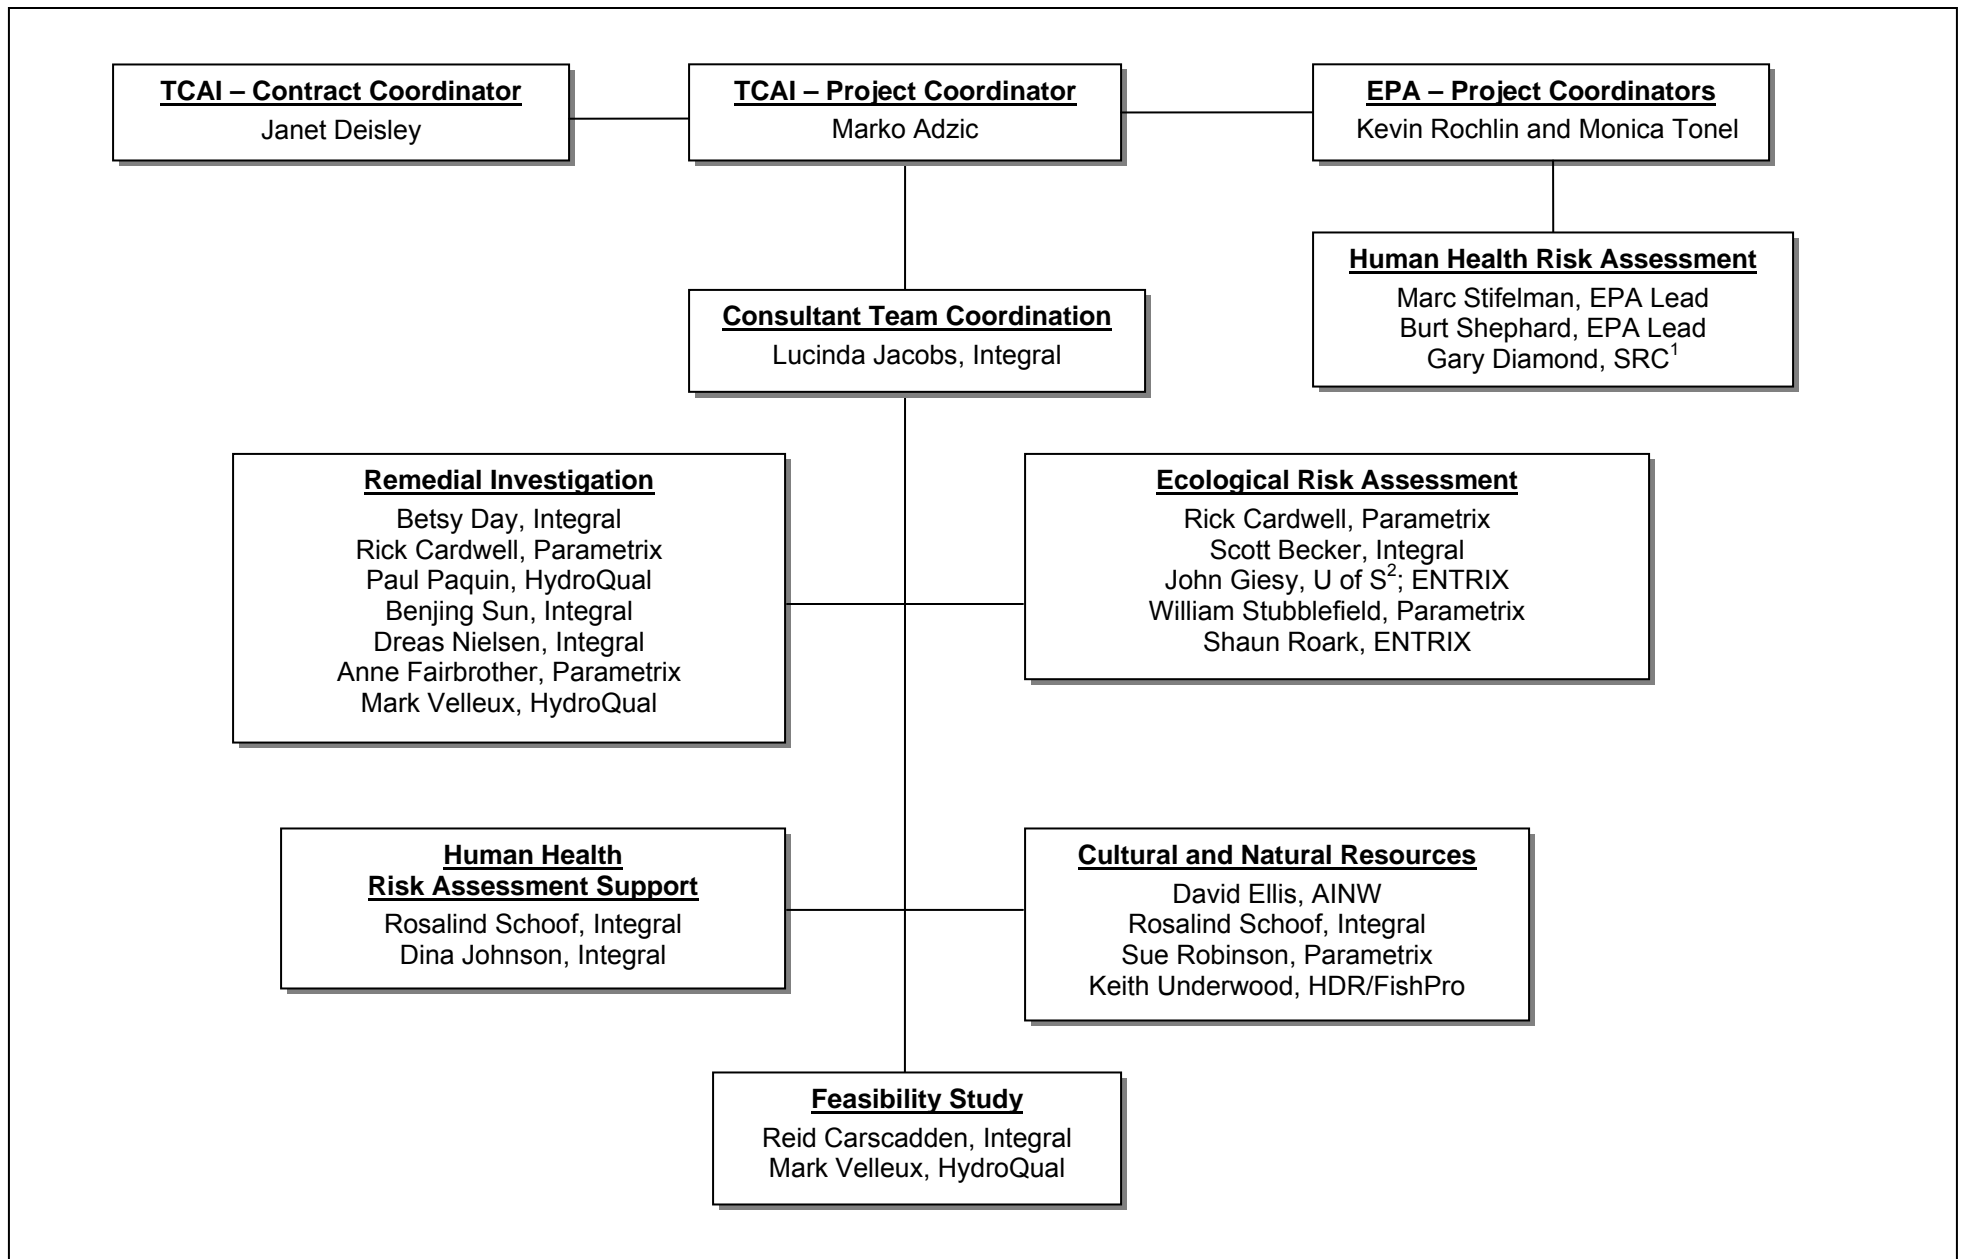 TCAI – Contract Coordinator
Janet Deisley
TCAI – Project Coordinator
Marko Adzic
EPA – Project Coordinators
Kevin Rochlin and Monica Tonel
Human Health Risk Assessment
Marc Stifelman, EPA Lead
Burt Shephard, EPA Lead
Gary Diamond, SRC¹
Consultant Team Coordination
Lucinda Jacobs, Integral
Remedial Investigation
Betsy Day, Integral
Rick Cardwell, Parametrix
Paul Paquin, HydroQual
Benjing Sun, Integral
Dreas Nielsen, Integral
Anne Fairbrother, Parametrix
Mark Velleux, HydroQual
Ecological Risk Assessment
Rick Cardwell, Parametrix
Scott Becker, Integral
John Giesy, U of S²; ENTRIX
William Stubblefield, Parametrix
Shaun Roark, ENTRIX
Human Health
Risk Assessment Support
Rosalind Schoof, Integral
Dina Johnson, Integral
Cultural and Natural Resources
David Ellis, AINW
Rosalind Schoof, Integral
Sue Robinson, Parametrix
Keith Underwood, HDR/FishPro
Feasibility Study
Reid Carscadden, Integral
Mark Velleux, HydroQual